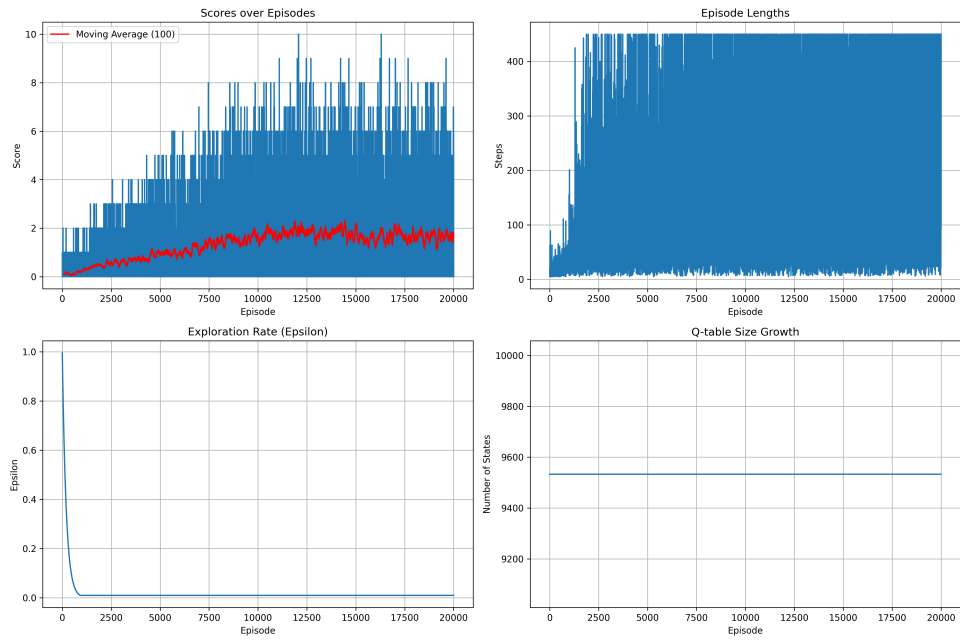 Scores over Episodes
Moving Average (100)
10
8
6
4
2
0
Score
0 2500 5000 7500 10000 12500 15000 17500 20000
Episode
Episode Lengths
400
300
200
100
0
Steps
0 2500 5000 7500 10000 12500 15000 17500 20000
Episode
Exploration Rate (Epsilon)
1.0
0.8
0.6
0.4
0.2
0.0
Epsilon
0 2500 5000 7500 10000 12500 15000 17500 20000
Episode
Q-table Size Growth
10000
9800
9600
9400
9200
Number of States
0 2500 5000 7500 10000 12500 15000 17500 20000
Episode